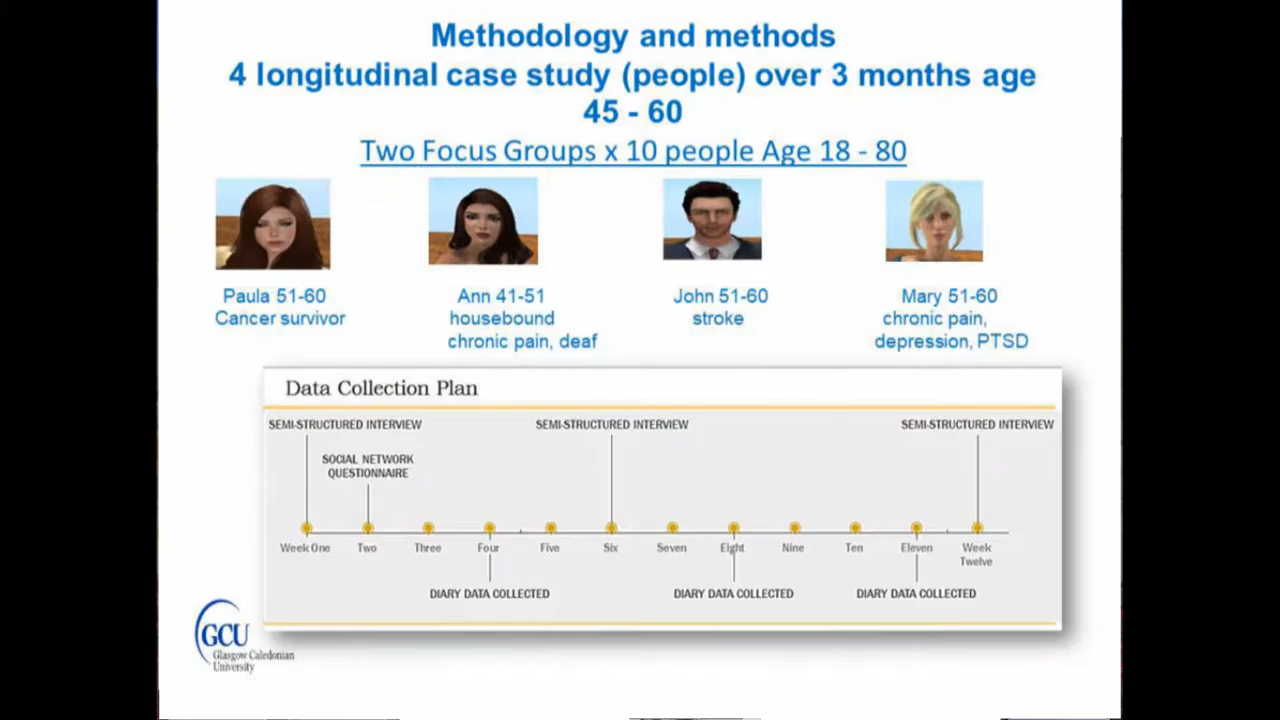 Methodology and methods
4 longitudinal case study (people) over 3 months age
45 - 60
Two Focus Groups x 10 people Age 18 - 80
Paula 51-60
Cancer survivor
Ann 41-51
housebound
chronic pain, deaf
John 51-60
stroke
Mary 51-60
chronic pain,
depression, PTSD
Data Collection Plan
SEMI-STRUCTURED INTERVIEW
SEMI-STRUCTURED INTERVIEW
SEMI-STRUCTURED INTERVIEW
SOCIAL NETWORK
QUESTIONNAIRE
Week One
Two
Three
Four
Five
Six
Seven
Eight
Nine
Ten
Eleven
Week
Twelve
DIARY DATA COLLECTED
DIARY DATA COLLECTED
DIARY DATA COLLECTED
GCU
Glasgow Caledonian
University